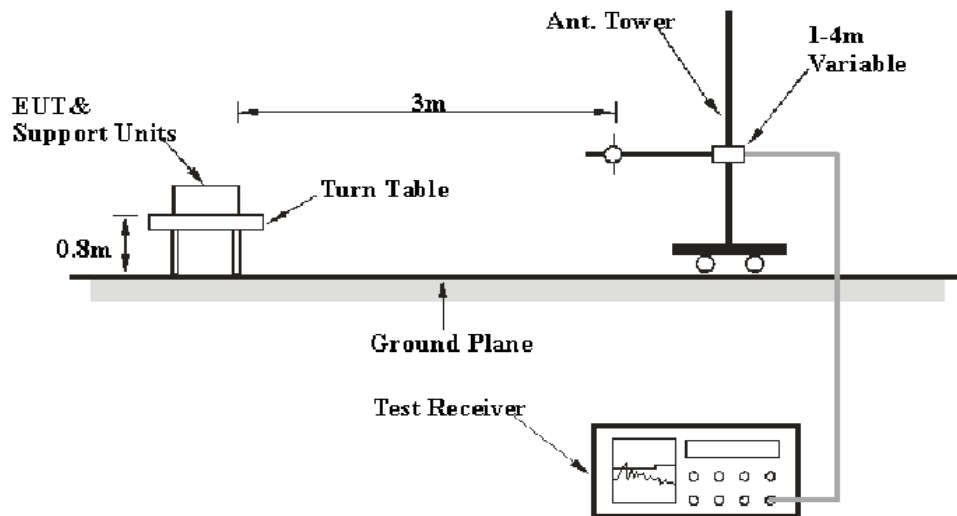 Ant. Tower
1-4m
Variable
EUT&
Support Units
3m
Turn Table
0.8m
Ground Plane
Test Receiver